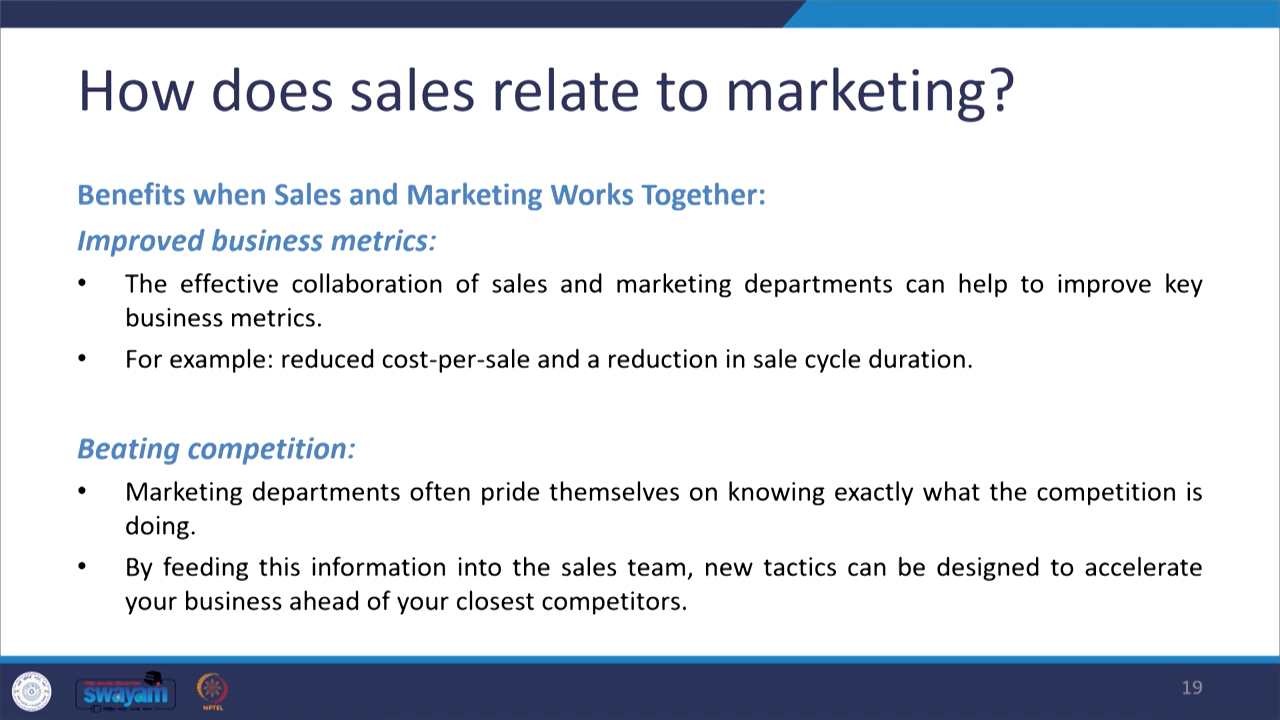 How does sales relate to marketing?
Benefits when Sales and Marketing Works Together:
Improved business metrics:
• The effective collaboration of sales and marketing departments can help to improve key
business metrics.
• For example: reduced cost-per-sale and a reduction in sale cycle duration.
Beating competition:
• Marketing departments often pride themselves on knowing exactly what the competition is
doing.
• By feeding this information into the sales team, new tactics can be designed to accelerate
your business ahead of your closest competitors.
swayam
NPTEL
19